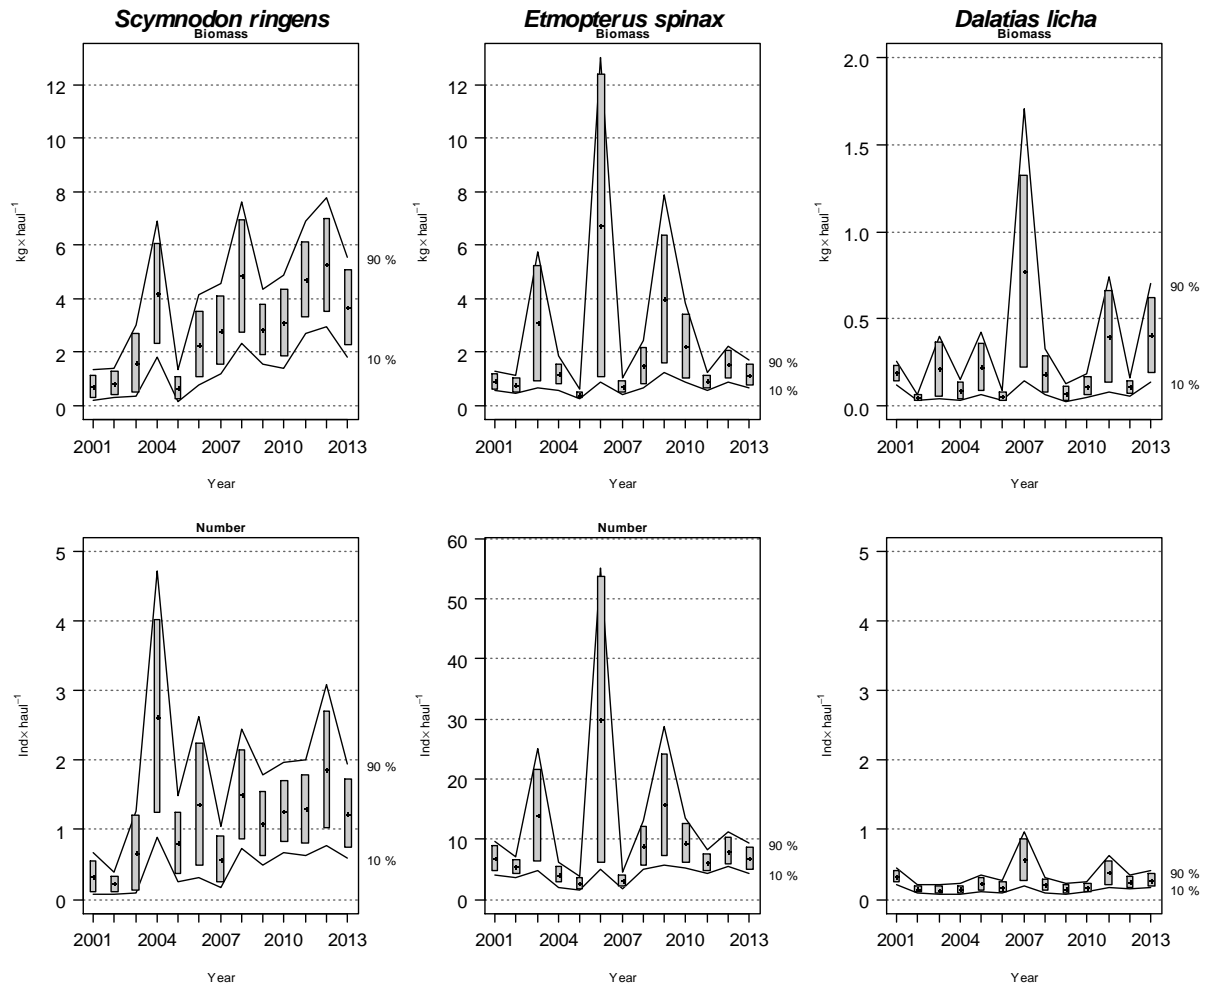 Scymnodon ringens
Biomass
12
10
8
6
4
2
0
kg×haul⁻¹
90 %
10 %
2001 2004 2007 2010 2013
Year
Etmopterus spinax
Biomass
12
10
8
6
4
2
0
kg×haul⁻¹
90 %
10 %
2001 2004 2007 2010 2013
Year
Dalatias licha
Biomass
2.0
1.5
1.0
0.5
0.0
kg×haul⁻¹
90 %
10 %
2001 2004 2007 2010 2013
Year
Number
5
4
3
2
1
0
Ind×haul⁻¹
90 %
10 %
2001 2004 2007 2010 2013
Year
Number
60
50
40
30
20
10
0
Ind×haul⁻¹
90 %
10 %
2001 2004 2007 2010 2013
Year
5
4
3
2
1
0
Ind×haul⁻¹
90 %
10 %
2001 2004 2007 2010 2013
Year